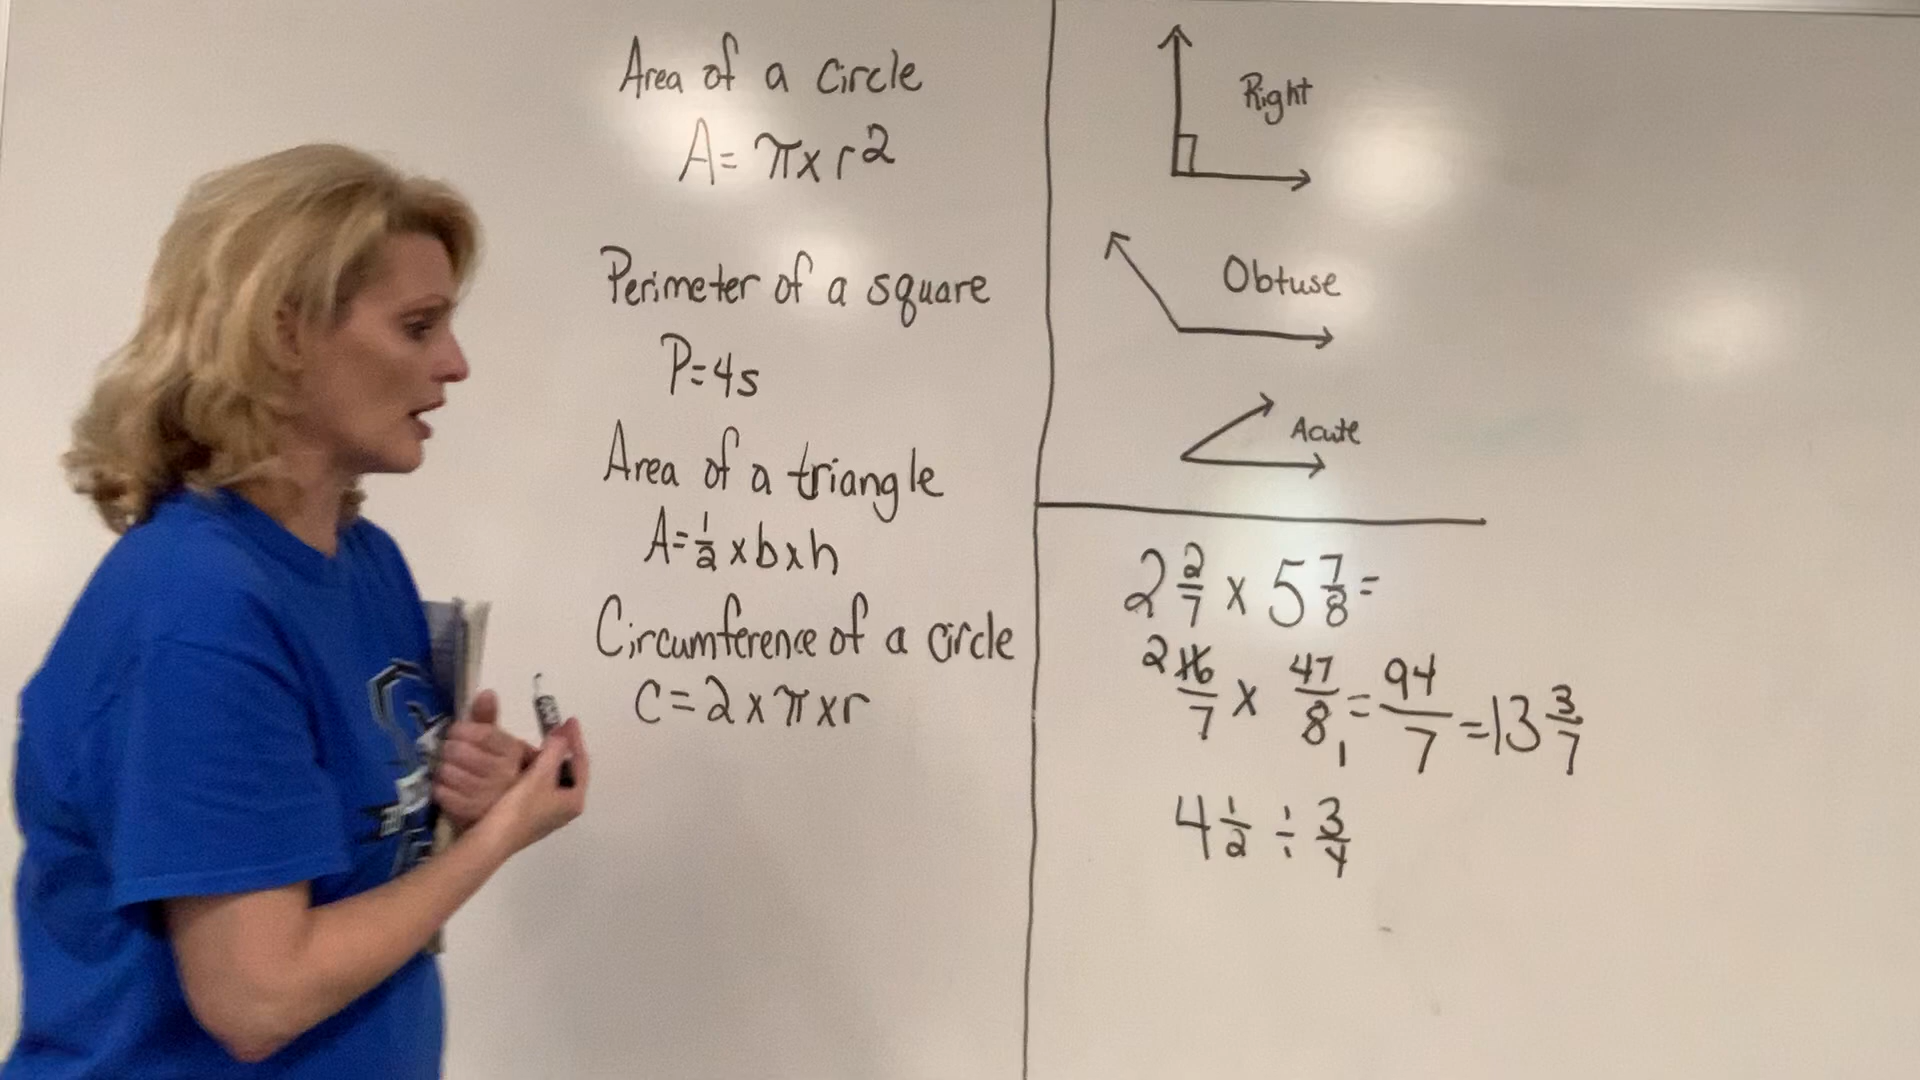 Area of a circle
A= π x r²
Perimeter of a square
P=4s
Area of a triangle
A=½ x b x h
Circumference of a circle
C=2 x π x r
Right
Obtuse
Acute
2 2/7 x 5 7/8 =
2 16/7 x 47/8 1 = 94/7 =13 3/7
4 1/2 ÷ 3/4